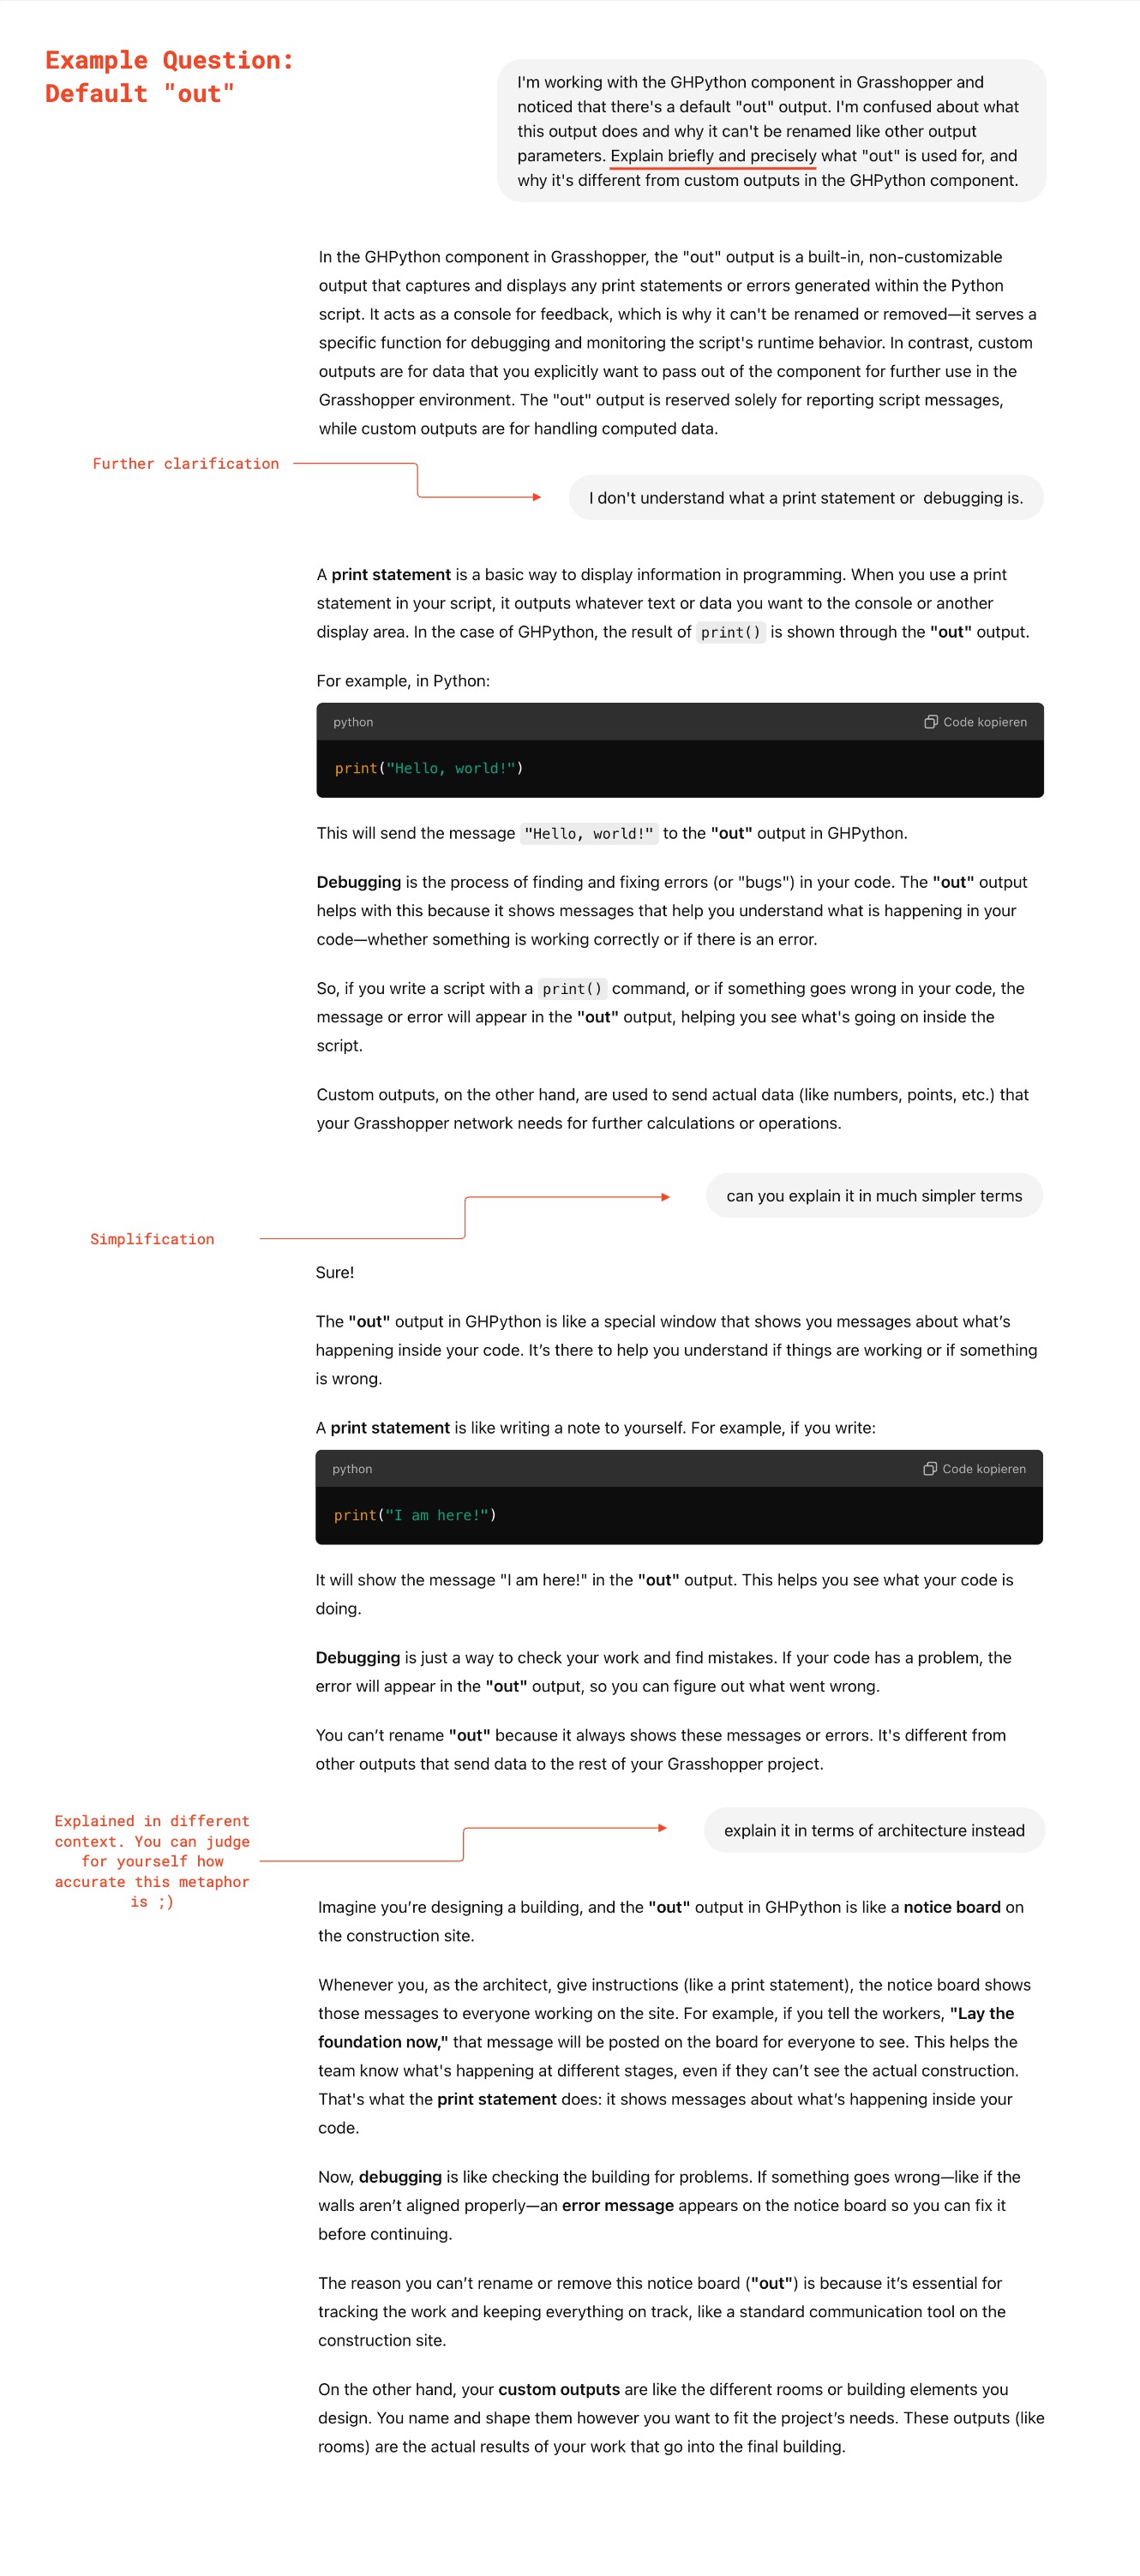 Example Question:
Default "out"
I'm working with the GHPython component in Grasshopper and
noticed that there's a default "out" output. I'm confused about what
this output does and why it can't be renamed like other output
parameters. Explain briefly and precisely what "out" is used for, and
why it's different from custom outputs in the GHPython component.
In the GHPython component in Grasshopper, the "out" output is a built-in, non-customizable
output that captures and displays any print statements or errors generated within the Python
script. It acts as a console for feedback, which is why it can't be renamed or removed—it serves a
specific function for debugging and monitoring the script's runtime behavior. In contrast, custom
outputs are for data that you explicitly want to pass out of the component for further use in the
Grasshopper environment. The "out" output is reserved solely for reporting script messages,
while custom outputs are for handling computed data.
Further clarification
I don't understand what a print statement or  debugging is.
A print statement is a basic way to display information in programming. When you use a print
statement in your script, it outputs whatever text or data you want to the console or another
display area. In the case of GHPython, the result of print() is shown through the "out" output.
For example, in Python:
python Code kopieren
print("Hello, world!")
This will send the message "Hello, world!" to the "out" output in GHPython.
Debugging is the process of finding and fixing errors (or "bugs") in your code. The "out" output
helps with this because it shows messages that help you understand what is happening in your
code—whether something is working correctly or if there is an error.
So, if you write a script with a print() command, or if something goes wrong in your code, the
message or error will appear in the "out" output, helping you see what's going on inside the
script.
Custom outputs, on the other hand, are used to send actual data (like numbers, points, etc.) that
your Grasshopper network needs for further calculations or operations.
can you explain it in much simpler terms
Simplification
Sure!
The "out" output in GHPython is like a special window that shows you messages about what’s
happening inside your code. It’s there to help you understand if things are working or if something
is wrong.
A print statement is like writing a note to yourself. For example, if you write:
python Code kopieren
print("I am here!")
It will show the message "I am here!" in the "out" output. This helps you see what your code is
doing.
Debugging is just a way to check your work and find mistakes. If your code has a problem, the
error will appear in the "out" output, so you can figure out what went wrong.
You can’t rename "out" because it always shows these messages or errors. It's different from
other outputs that send data to the rest of your Grasshopper project.
Explained in different
context. You can judge
for yourself how
accurate this metaphor
is ;)
explain it in terms of architecture instead
Imagine you’re designing a building, and the "out" output in GHPython is like a notice board on
the construction site.
Whenever you, as the architect, give instructions (like a print statement), the notice board shows
those messages to everyone working on the site. For example, if you tell the workers, "Lay the
foundation now," that message will be posted on the board for everyone to see. This helps the
team know what's happening at different stages, even if they can’t see the actual construction.
That's what the print statement does: it shows messages about what’s happening inside your
code.
Now, debugging is like checking the building for problems. If something goes wrong—like if the
walls aren’t aligned properly—an error message appears on the notice board so you can fix it
before continuing.
The reason you can’t rename or remove this notice board ("out") is because it’s essential for
tracking the work and keeping everything on track, like a standard communication tool on the
construction site.
On the other hand, your custom outputs are like the different rooms or building elements you
design. You name and shape them however you want to fit the project’s needs. These outputs (like
rooms) are the actual results of your work that go into the final building.